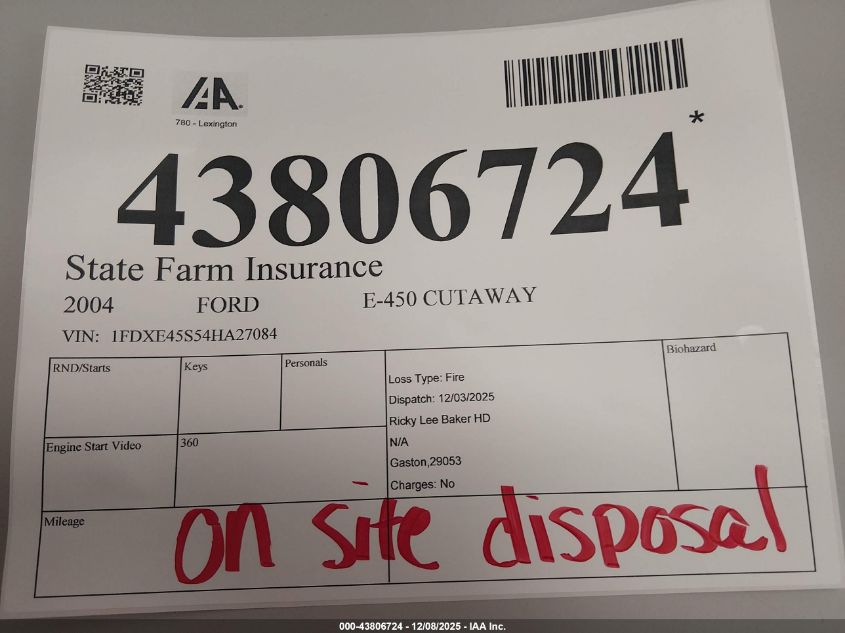 IAA.
780 - Lexington
43806724*
State Farm Insurance
2004 FORD E-450 CUTAWAY
VIN: 1FDXE45S54HA27084
RND/Starts
Keys
Personals
Loss Type: Fire
Dispatch: 12/03/2025
Ricky Lee Baker HD
N/A
Gaston,29053
Charges: No
Biohazard
Engine Start Video
360
Mileage
on site disposal
000-43806724 - 12/08/2025 - IAA Inc.